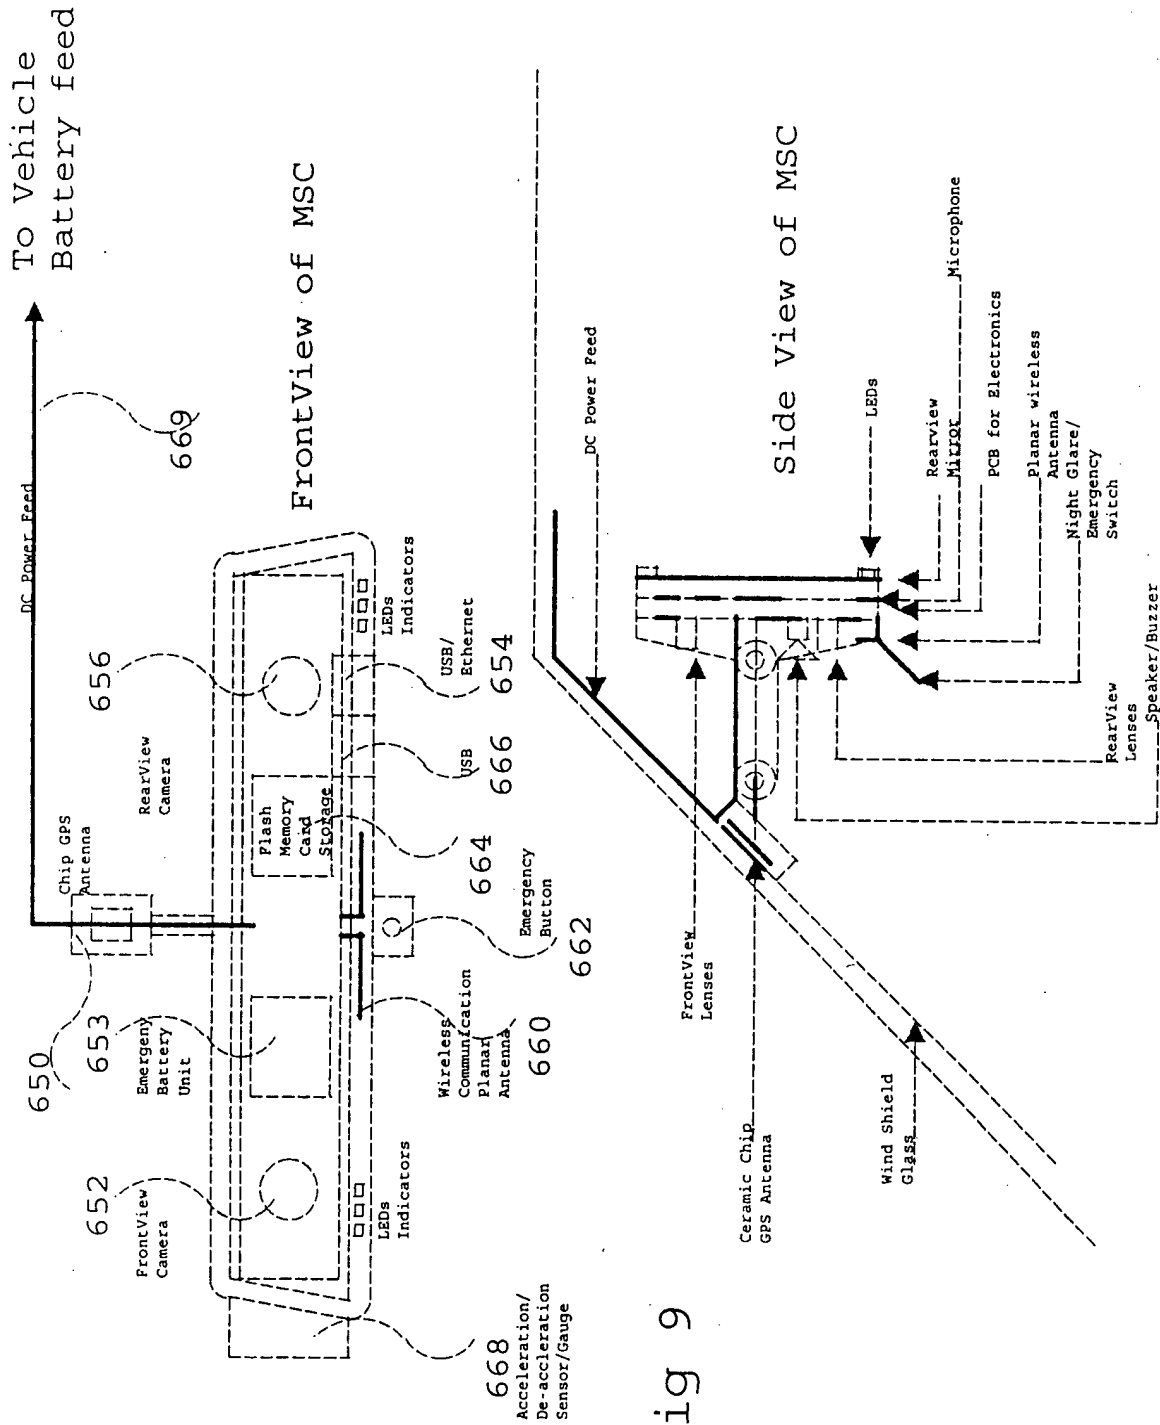 To Vehicle
Battery feed
DC Power Feed
669
FrontView of MSC
650
Chip GPS
Antenna
652
FrontView
Camera
653
Emergeny
Battery
Unit
RearView
Camera
656
Flash
Memory
Card
Storage
LEDs
Indicators
LEDs
Indicators
USB/
Ethernet
654
USB
666
664
Emergency
Button
662
Wireless
Communication
Planar
Antenna
660
668
Acceleration/
De-accleration
Sensor/Gauge
ig 9
Side View of MSC
DC Power Feed
LEDs
Rearview
Mirror
Microphone
PCB for Electronics
Planar wireless
Antenna
Night Glare/
Emergency
Switch
RearView
Lenses
Speaker/Buzzer
FrontView
Lenses
Ceramic Chip
GPS Antenna
Wind Shield
Glass